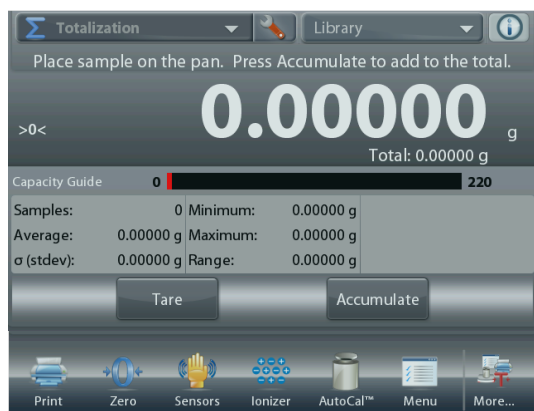 Σ Totalization Library i
Place sample on the pan. Press Accumulate to add to the total.
>0< 0.00000 g
Total: 0.00000 g
Capacity Guide 0 220
Samples: 0 Minimum: 0.00000 g
Average: 0.00000 g Maximum: 0.00000 g
σ (stdev): 0.00000 g Range: 0.00000 g
Tare Accumulate
→0←
Print Zero Sensors Ionizer AutoCal™ Menu More...